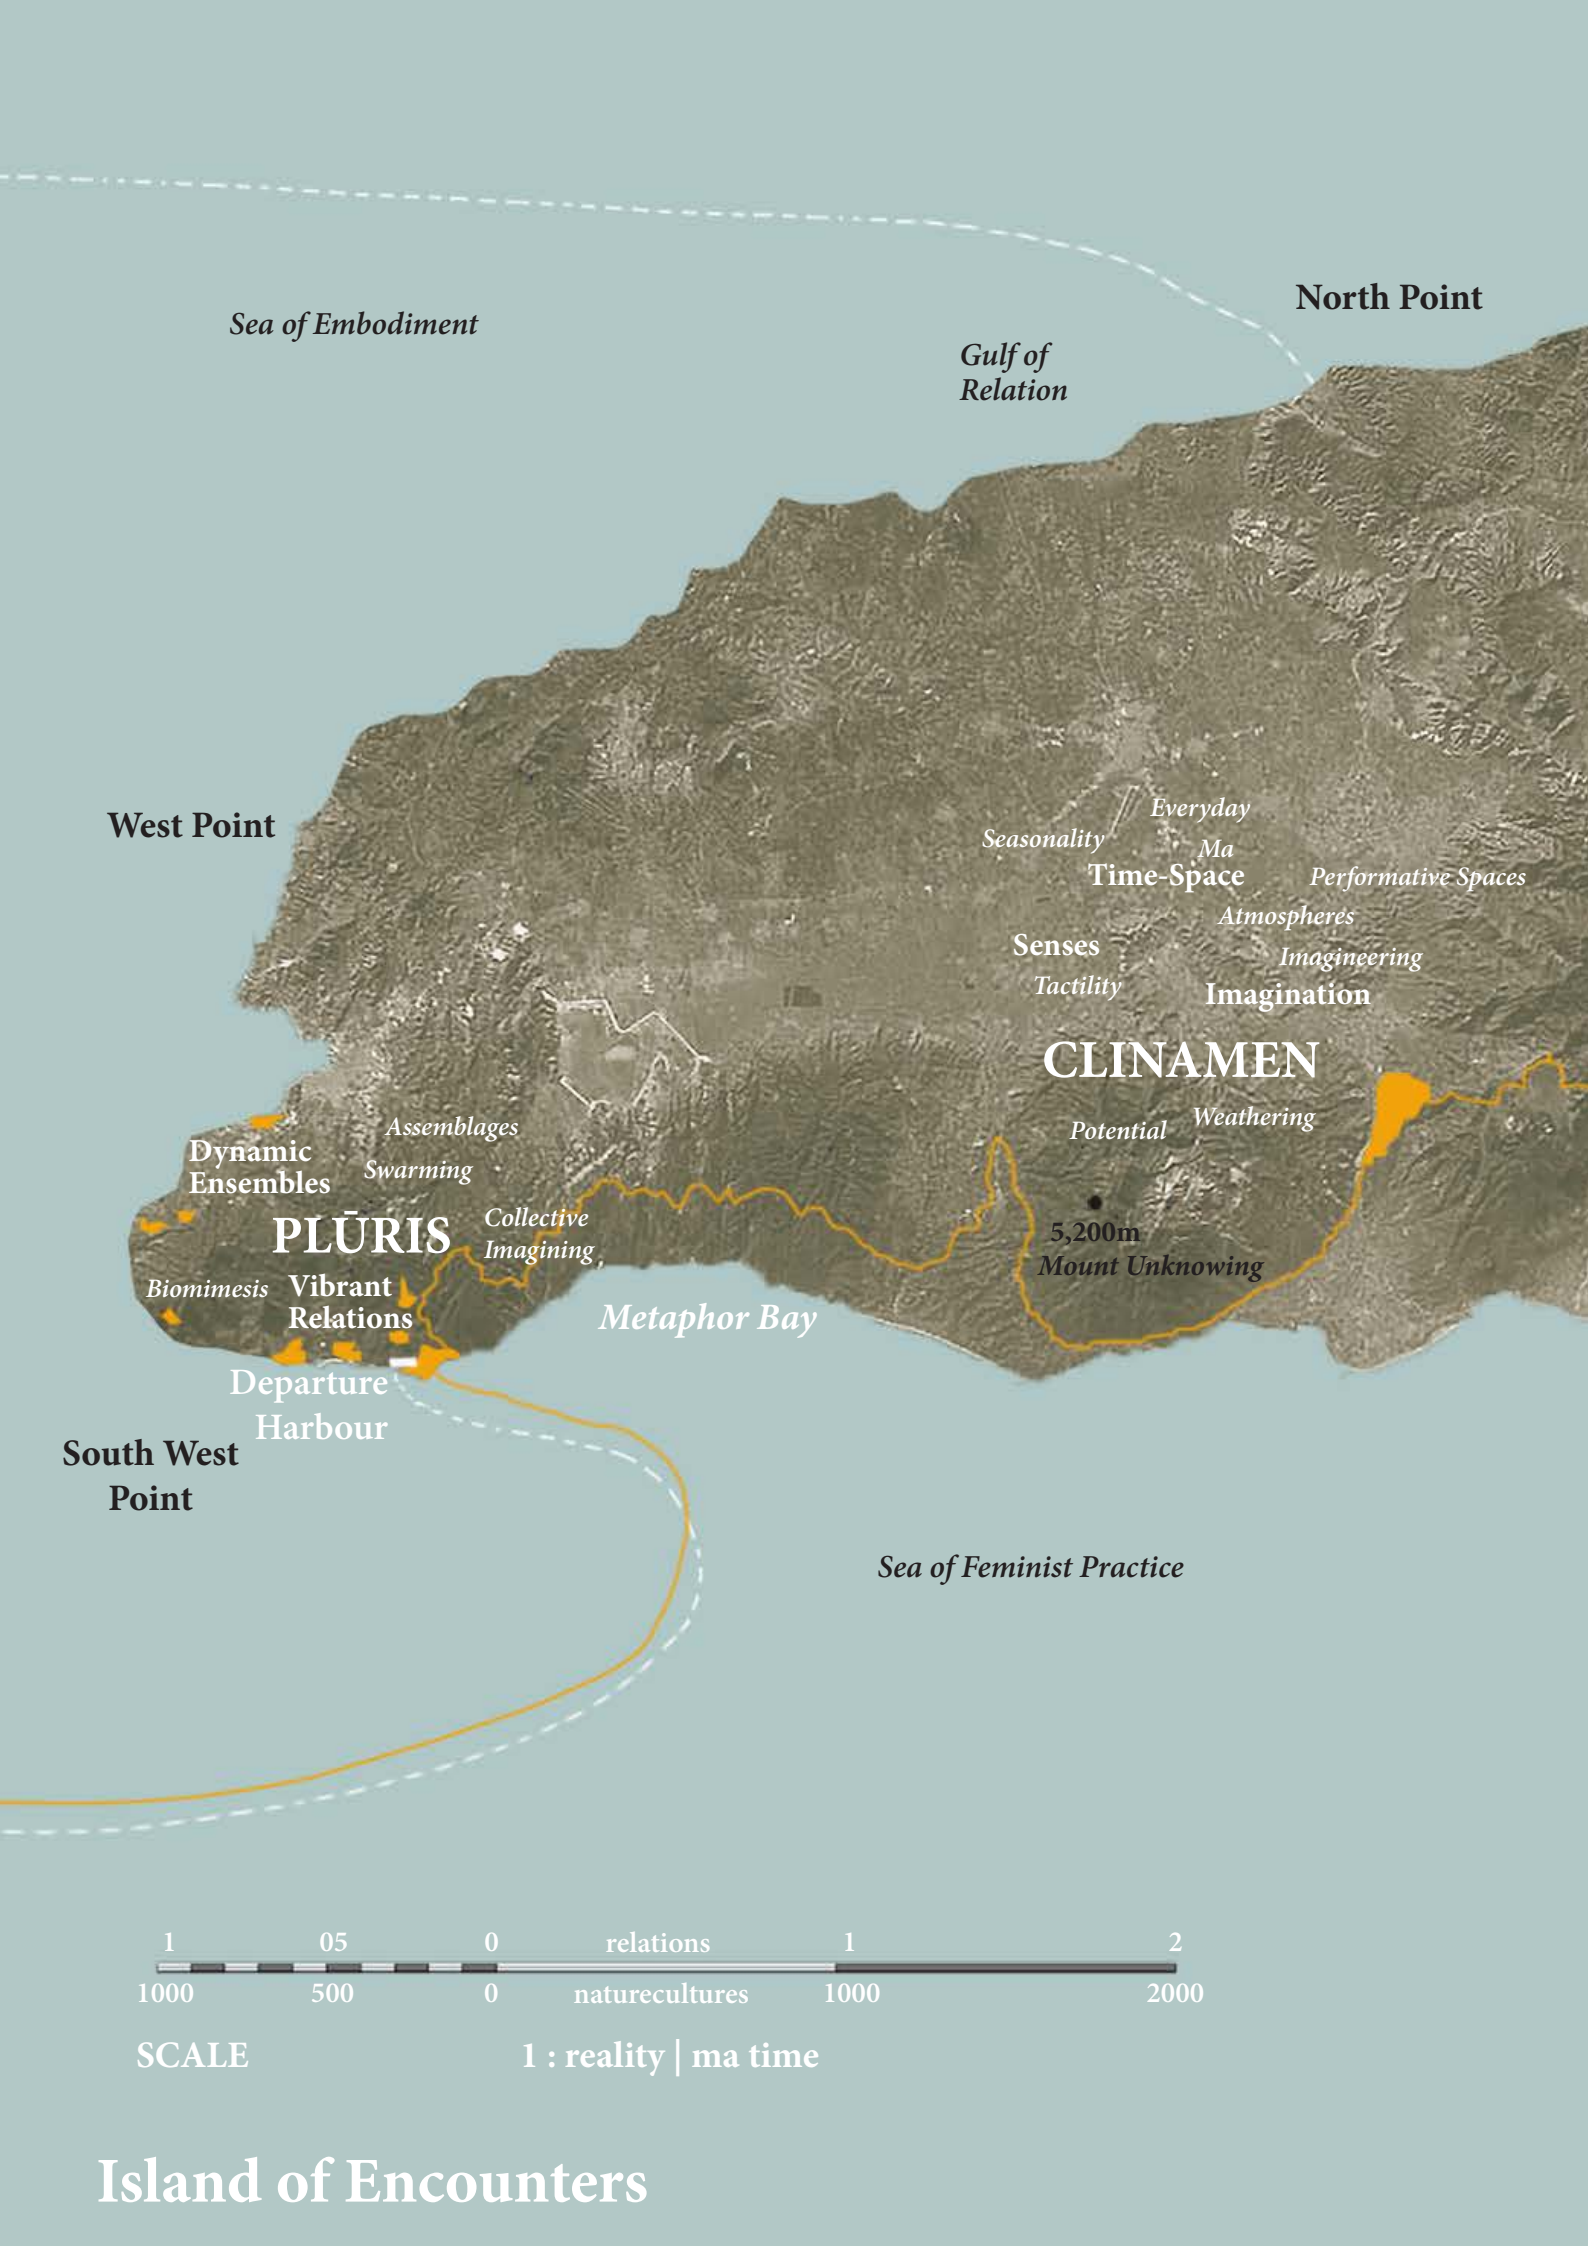 North Point
Sea of Embodiment
Gulf of
Relation
West Point
Everyday
Seasonality
Ma
Time-Space
Performative Spaces
Atmospheres
Senses
Imagineering
Tactility
Imagination
CLINAMEN
Potential
Weathering
Assemblages
Dynamic
Ensembles
Swarming
PLŪRIS
Collective
Imagining
5,200m
Mount Unknowing
Biomimesis
Vibrant
Relations
Metaphor Bay
Departure
Harbour
South West
Point
Sea of Feminist Practice
1 05 0 relations 1 2
1000 500 0 naturecultures 1000 2000
SCALE 1 : reality | ma time
Island of Encounters